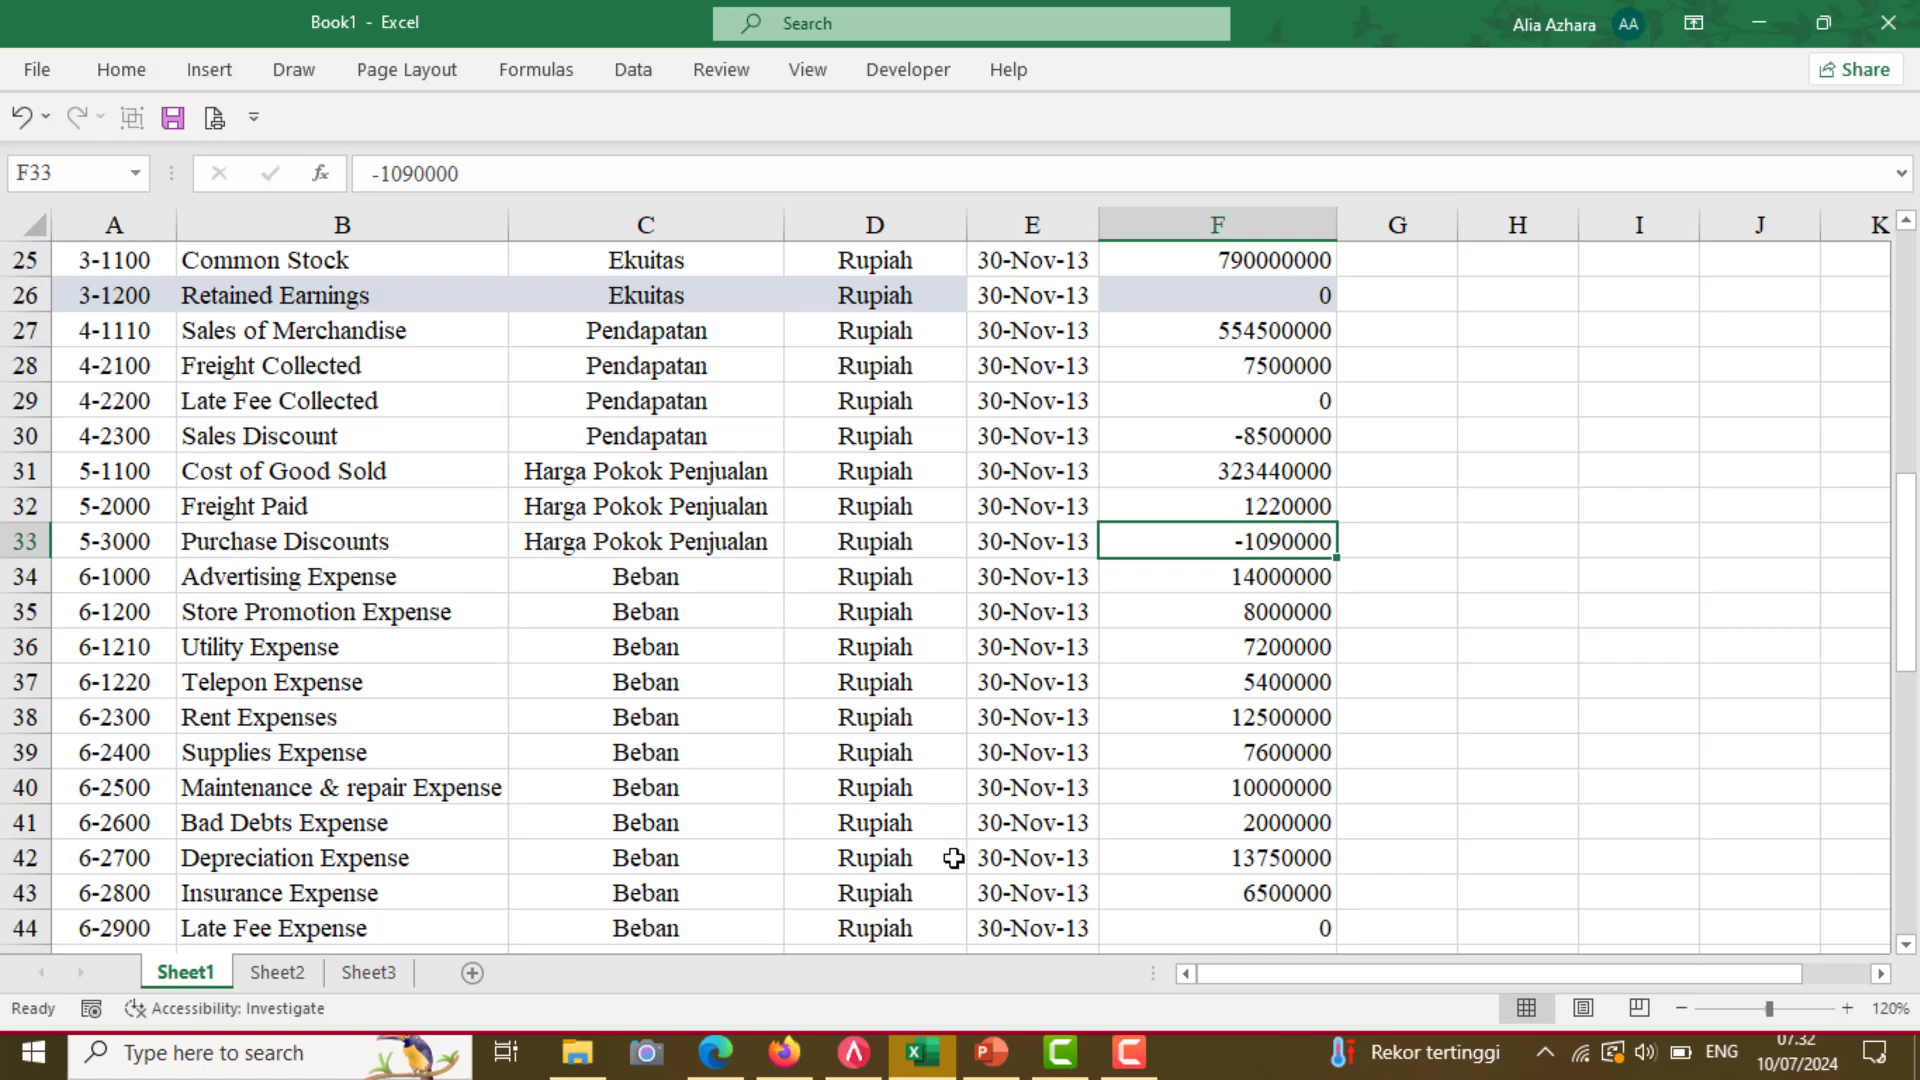 Book1 - Excel
Search
Alia Azhara AA
File Home Insert Draw Page Layout Formulas Data Review View Developer Help
Share
F33 fx -1090000
A B C D E F G H I J K
25 3-1100 Common Stock Ekuitas Rupiah 30-Nov-13 790000000
26 3-1200 Retained Earnings Ekuitas Rupiah 30-Nov-13 0
27 4-1110 Sales of Merchandise Pendapatan Rupiah 30-Nov-13 554500000
28 4-2100 Freight Collected Pendapatan Rupiah 30-Nov-13 7500000
29 4-2200 Late Fee Collected Pendapatan Rupiah 30-Nov-13 0
30 4-2300 Sales Discount Pendapatan Rupiah 30-Nov-13 -8500000
31 5-1100 Cost of Good Sold Harga Pokok Penjualan Rupiah 30-Nov-13 323440000
32 5-2000 Freight Paid Harga Pokok Penjualan Rupiah 30-Nov-13 1220000
33 5-3000 Purchase Discounts Harga Pokok Penjualan Rupiah 30-Nov-13 -1090000
34 6-1000 Advertising Expense Beban Rupiah 30-Nov-13 14000000
35 6-1200 Store Promotion Expense Beban Rupiah 30-Nov-13 8000000
36 6-1210 Utility Expense Beban Rupiah 30-Nov-13 7200000
37 6-1220 Telepon Expense Beban Rupiah 30-Nov-13 5400000
38 6-2300 Rent Expenses Beban Rupiah 30-Nov-13 12500000
39 6-2400 Supplies Expense Beban Rupiah 30-Nov-13 7600000
40 6-2500 Maintenance & repair Expense Beban Rupiah 30-Nov-13 10000000
41 6-2600 Bad Debts Expense Beban Rupiah 30-Nov-13 2000000
42 6-2700 Depreciation Expense Beban Rupiah 30-Nov-13 13750000
43 6-2800 Insurance Expense Beban Rupiah 30-Nov-13 6500000
44 6-2900 Late Fee Expense Beban Rupiah 30-Nov-13 0
Sheet1 Sheet2 Sheet3
Ready Accessibility: Investigate 120%
Type here to search
Rekor tertinggi ENG
07.32
10/07/2024